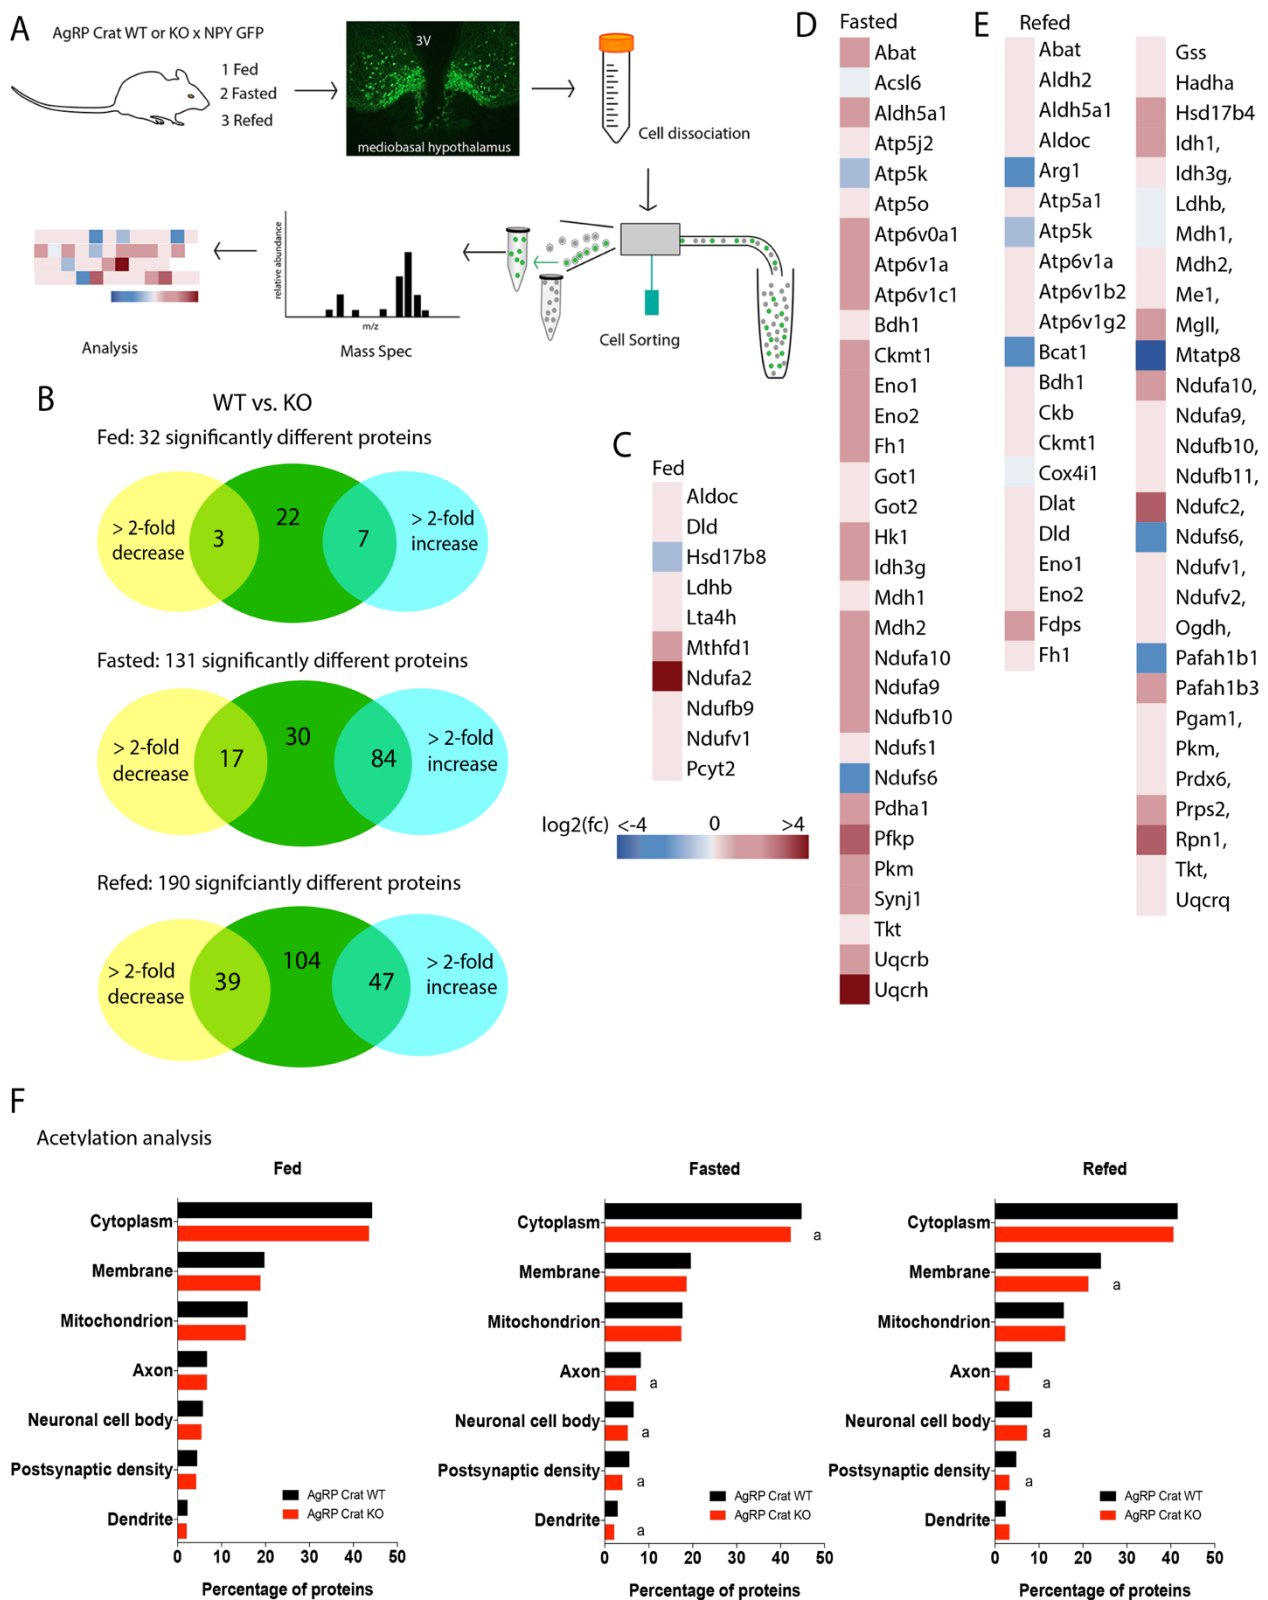 A
AgRP Crat WT or KO x NPY GFP
1 Fed
2 Fasted
3 Refed
3V
mediobasal hypothalamus
Cell dissociation
Cell Sorting
relative abundance
m/z
Mass Spec
Analysis
B
WT vs. KO
Fed: 32 significantly different proteins
> 2-fold
decrease
3
22
7
> 2-fold
increase
Fasted: 131 significantly different proteins
> 2-fold
decrease
17
30
84
> 2-fold
increase
Refed: 190 signifciantly different proteins
> 2-fold
decrease
39
104
47
> 2-fold
increase
C
Fed
Aldoc
Dld
Hsd17b8
Ldhb
Lta4h
Mthfd1
Ndufa2
Ndufb9
Ndufv1
Pcyt2
log2(fc)
<-4
0
>4
D
Fasted
Abat
Acsl6
Aldh5a1
Atp5j2
Atp5k
Atp5o
Atp6v0a1
Atp6v1a
Atp6v1c1
Bdh1
Ckmt1
Eno1
Eno2
Fh1
Got1
Got2
Hk1
Idh3g
Mdh1
Mdh2
Ndufa10
Ndufa9
Ndufb10
Ndufs1
Ndufs6
Pdha1
Pfkp
Pkm
Synj1
Tkt
Uqcrb
Uqcrh
E
Refed
Abat
Aldh2
Aldh5a1
Aldoc
Arg1
Atp5a1
Atp5k
Atp6v1a
Atp6v1b2
Atp6v1g2
Bcat1
Bdh1
Ckb
Ckmt1
Cox4i1
Dlat
Dld
Eno1
Eno2
Fdps
Fh1
Gss
Hadha
Hsd17b4
Idh1,
Idh3g,
Ldhb,
Mdh1,
Mdh2,
Me1,
Mgll,
Mtatp8
Ndufa10,
Ndufa9,
Ndufb10,
Ndufb11,
Ndufc2,
Ndufs6,
Ndufv1,
Ndufv2,
Ogdh,
Pafah1b1
Pafah1b3
Pgam1,
Pkm,
Prdx6,
Prps2,
Rpn1,
Tkt,
Uqcrq
F
Acetylation analysis
Fed
Cytoplasm
Membrane
Mitochondrion
Axon
Neuronal cell body
Postsynaptic density
Dendrite
AgRP Crat WT
AgRP Crat KO
0 10 20 30 40 50
Percentage of proteins
Fasted
Cytoplasm
a
Membrane
Mitochondrion
Axon
a
Neuronal cell body
a
Postsynaptic density
a
Dendrite
a
AgRP Crat WT
AgRP Crat KO
0 10 20 30 40 50
Percentage of proteins
Refed
Cytoplasm
Membrane
a
Mitochondrion
Axon
a
Neuronal cell body
a
Postsynaptic density
a
Dendrite
AgRP Crat WT
AgRP Crat KO
0 10 20 30 40 50
Percentage of proteins